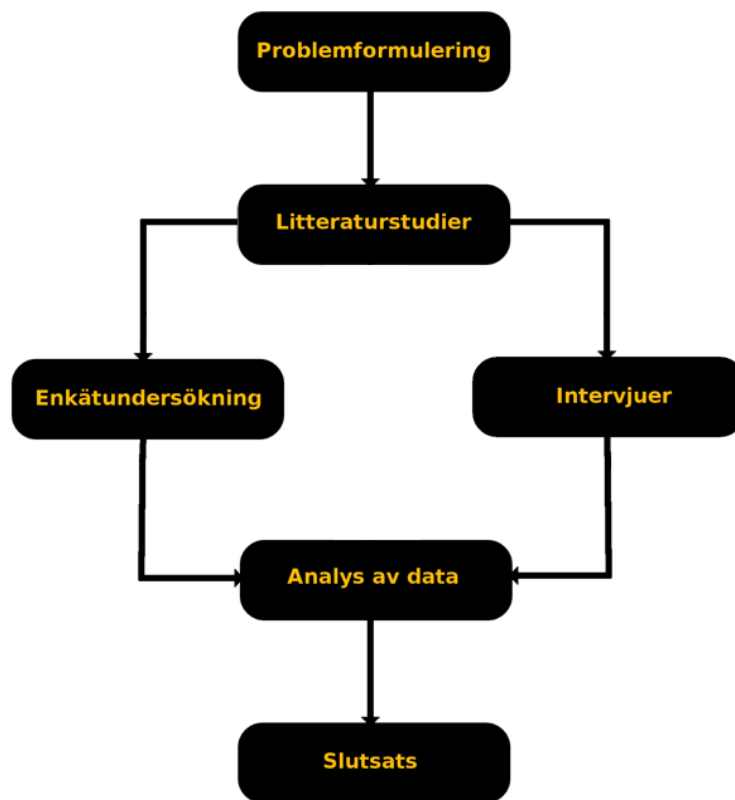 Problemformulering
Litteraturstudier
Enkätundersökning
Intervjuer
Analys av data
Slutsats